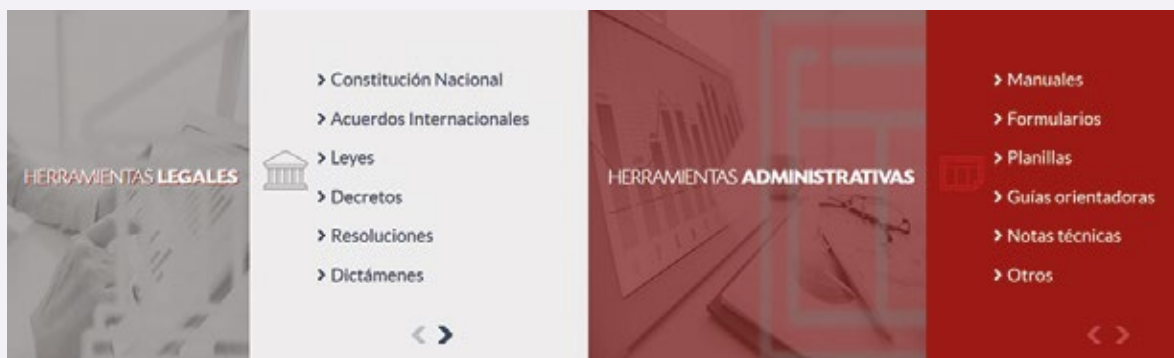 HERRAMIENTAS LEGALES
Constitución Nacional
Acuerdos Internacionales
Leyes
Decretos
Resoluciones
Dictámenes
HERRAMIENTAS ADMINISTRATIVAS
Manuales
Formularios
Planillas
Guías orientadoras
Notas técnicas
Otros